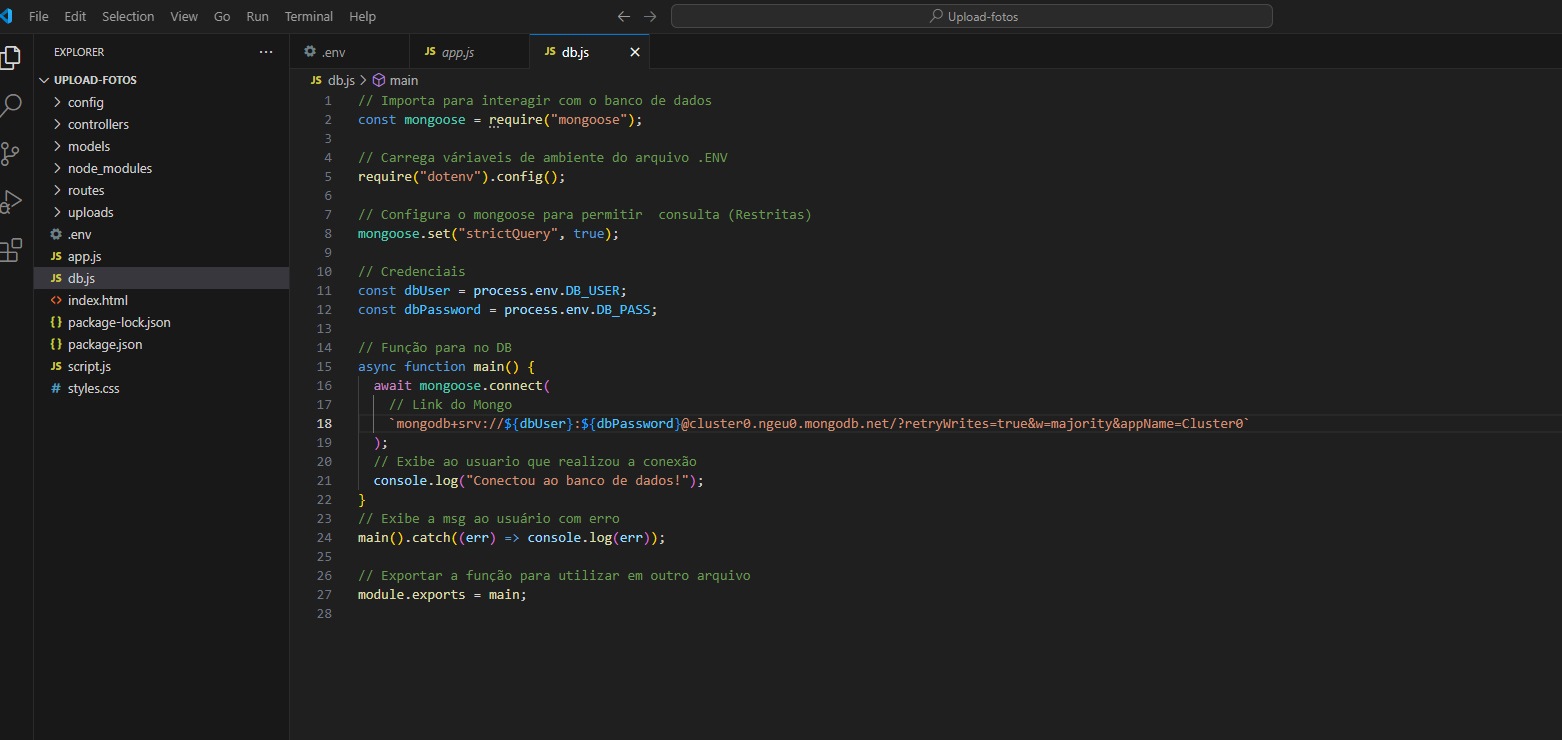 File Edit Selection View Go Run Terminal Help
Upload-fotos
EXPLORER
UPLOAD-FOTOS
config
controllers
models
node_modules
routes
uploads
.env
JS app.js
JS db.js
<> index.html
{} package-lock.json
{} package.json
JS script.js
# styles.css
.env
JS app.js
JS db.js
JS db.js > main
1 // Importa para interagir com o banco de dados
2 const mongoose = require("mongoose");
3
4 // Carrega váriaveis de ambiente do arquivo .ENV
5 require("dotenv").config();
6
7 // Configura o mongoose para permitir  consulta (Restritas)
8 mongoose.set("strictQuery", true);
9
10 // Credenciais
11 const dbUser = process.env.DB_USER;
12 const dbPassword = process.env.DB_PASS;
13
14 // Função para no DB
15 async function main() {
16   await mongoose.connect(
17     // Link do Mongo
18     `mongodb+srv://${dbUser}:${dbPassword}@cluster0.ngeu0.mongodb.net/?retryWrites=true&w=majority&appName=Cluster0`
19   );
20   // Exibe ao usuario que realizou a conexão
21   console.log("Conectou ao banco de dados!");
22 }
23 // Exibe a msg ao usuário com erro
24 main().catch((err) => console.log(err));
25
26 // Exportar a função para utilizar em outro arquivo
27 module.exports = main;
28